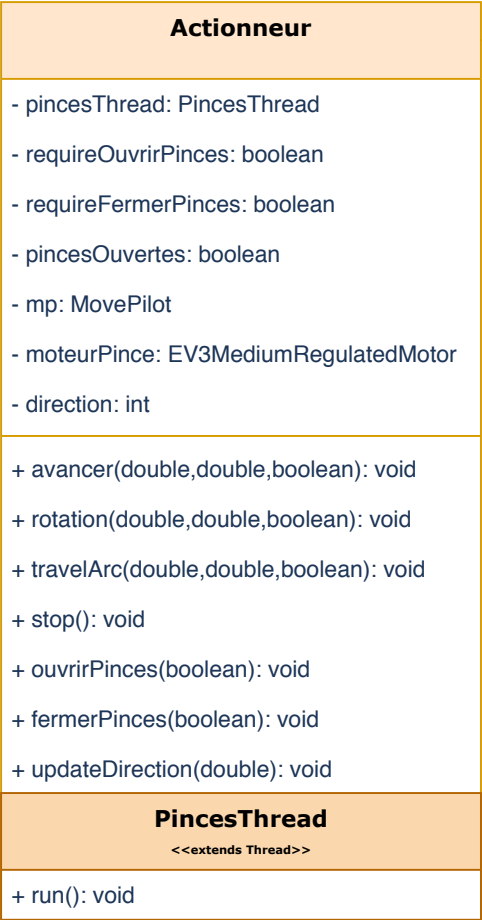 Actionneur
- pincesThread: PincesThread
- requireOuvrirPinces: boolean
- requireFermerPinces: boolean
- pincesOuvertes: boolean
- mp: MovePilot
- moteurPince: EV3MediumRegulatedMotor
- direction: int
+ avancer(double,double,boolean): void
+ rotation(double,double,boolean): void
+ travelArc(double,double,boolean): void
+ stop(): void
+ ouvrirPinces(boolean): void
+ fermerPinces(boolean): void
+ updateDirection(double): void
PincesThread
<<extends Thread>>
+ run(): void